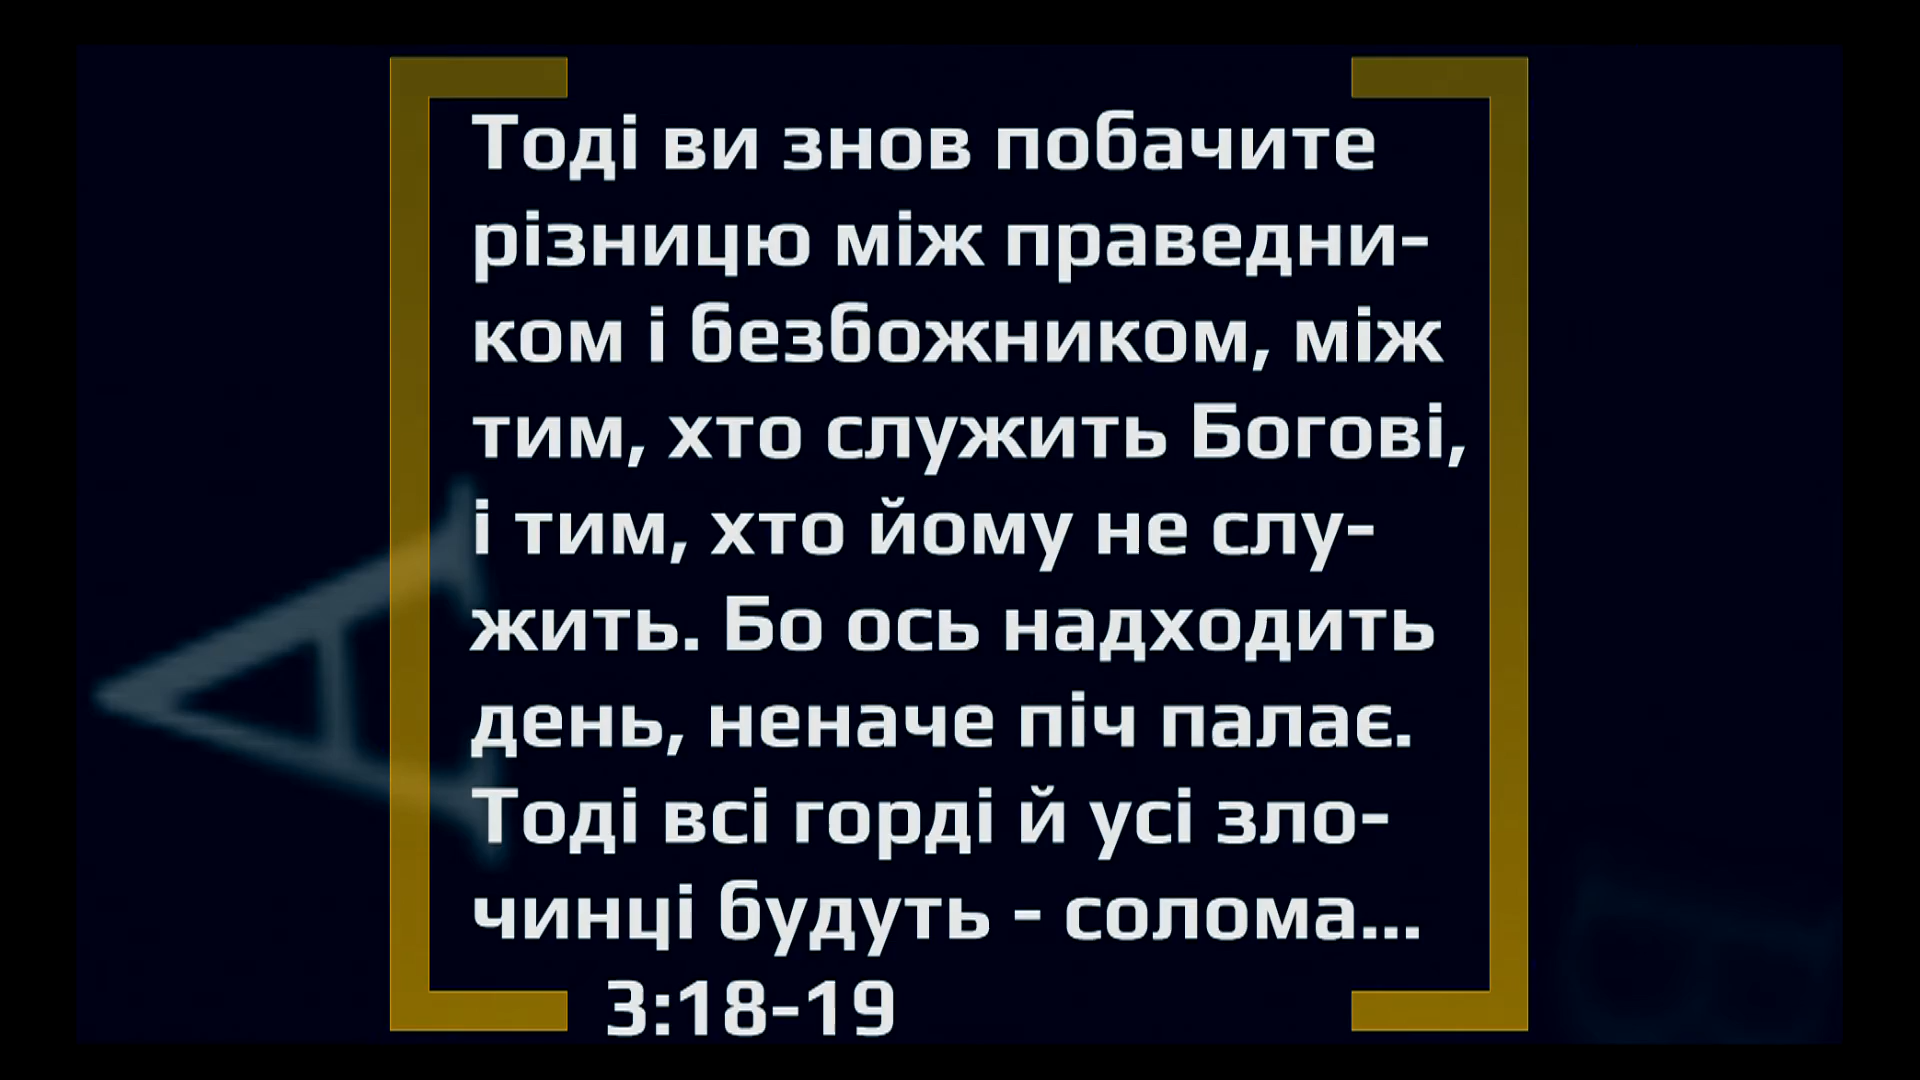 Тоді ви знов побачите
різницю між праведни-
ком і безбожником, між
тим, хто служить Богові,
і тим, хто йому не слу-
жить. Бо ось надходить
день, неначе піч палає.
Тоді всі горді й усі зло-
чинці будуть - солома...
3:18-19